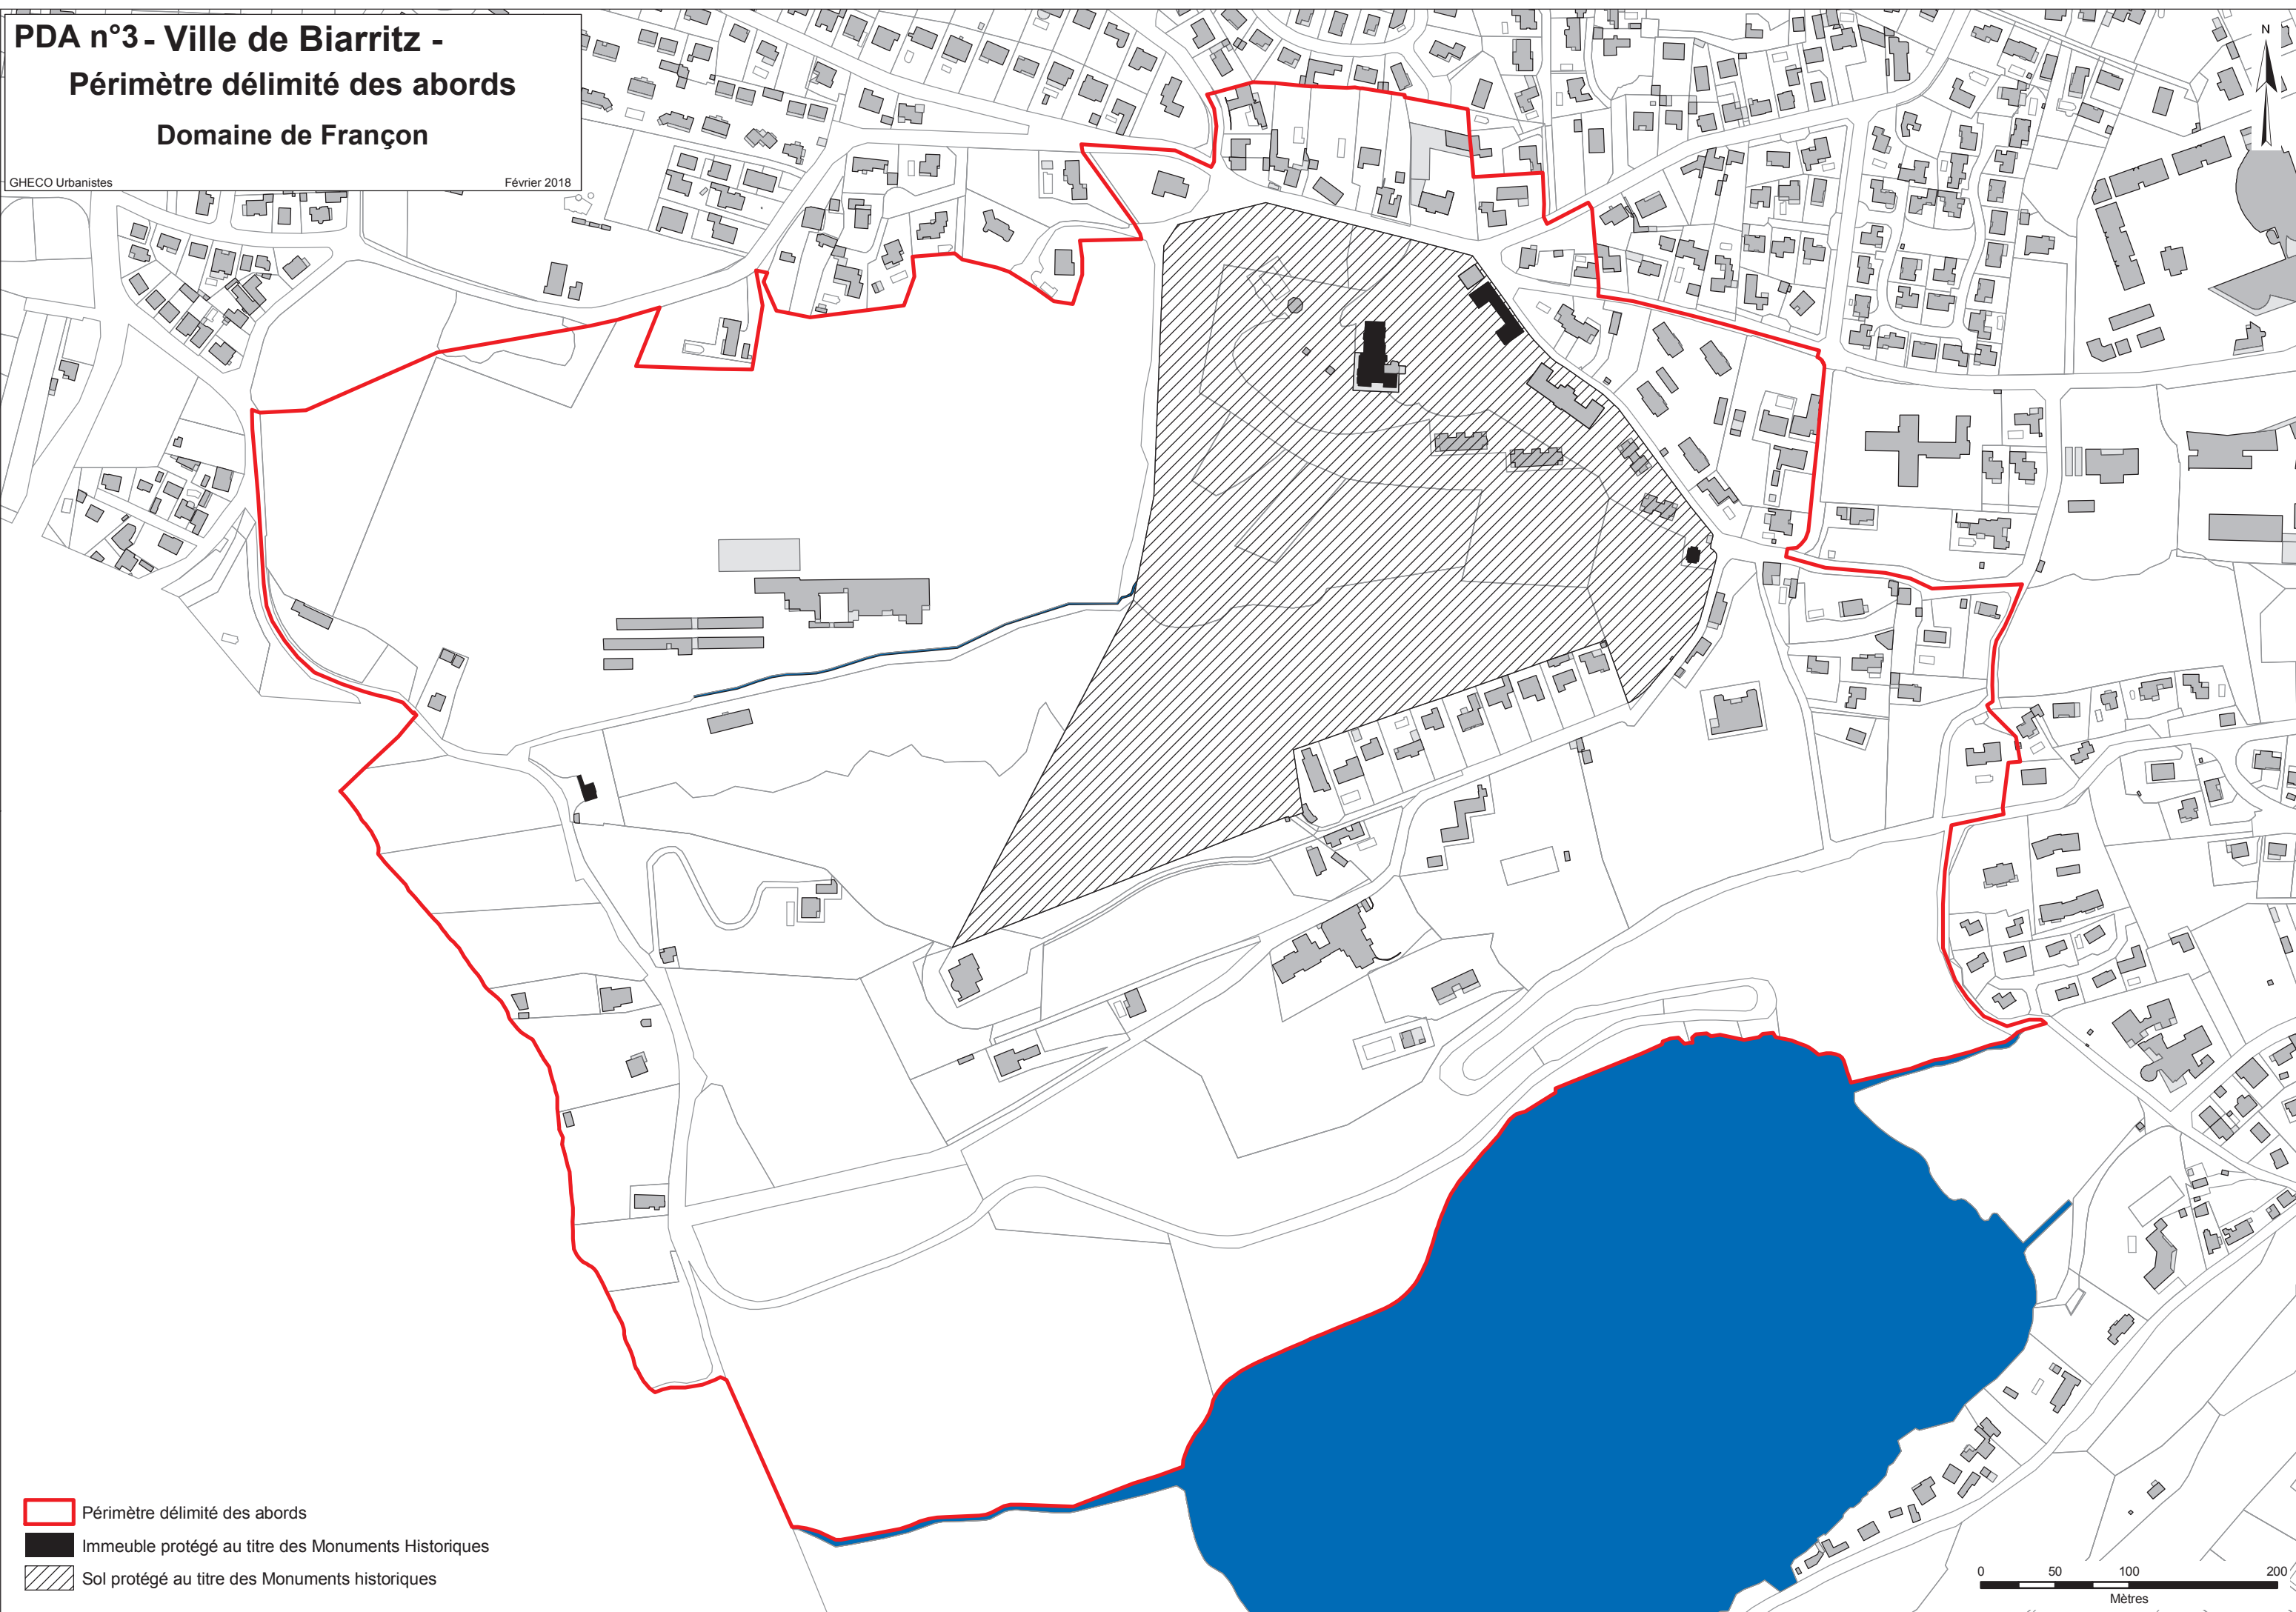 PDA n°3 - Ville de Biarritz -
Périmètre délimité des abords
Domaine de Françon
GHECO Urbanistes
Février 2018
N
Périmètre délimité des abords
Immeuble protégé au titre des Monuments Historiques
Sol protégé au titre des Monuments historiques
0 50 100 200
Mètres